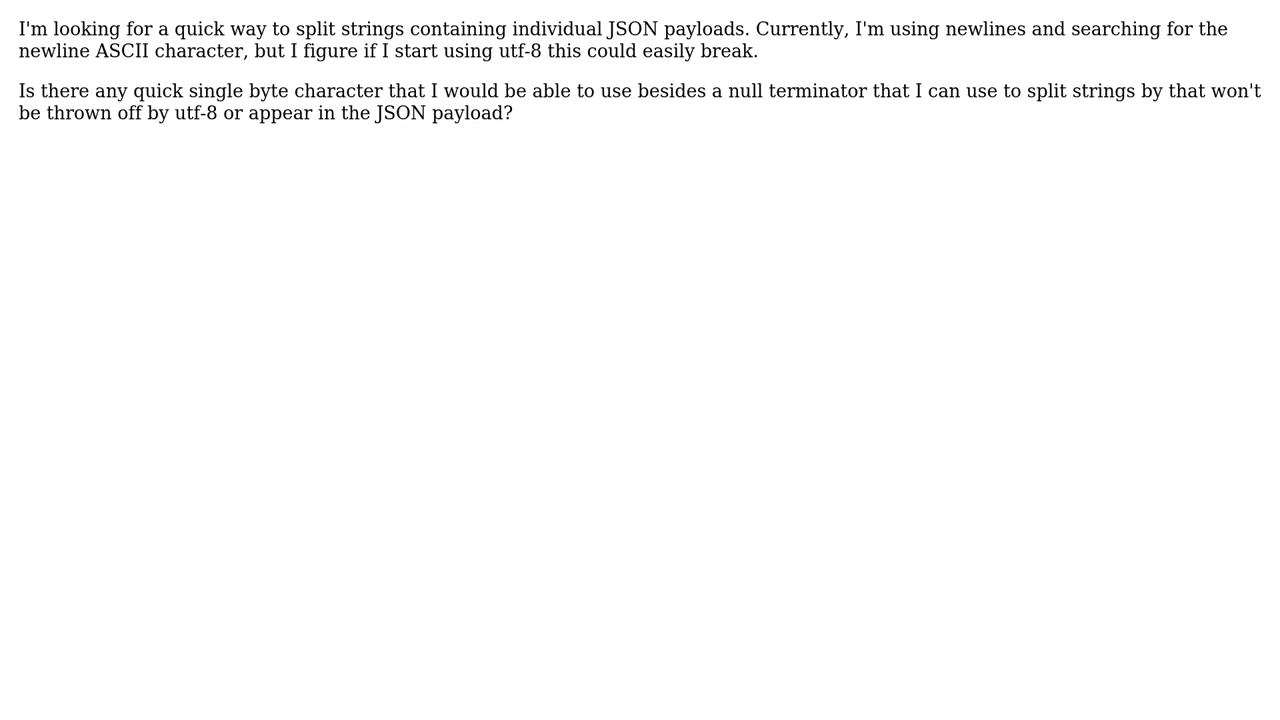 I'm looking for a quick way to split strings containing individual JSON payloads. Currently, I'm using newlines and searching for the
newline ASCII character, but I figure if I start using utf-8 this could easily break.
Is there any quick single byte character that I would be able to use besides a null terminator that I can use to split strings by that won't
be thrown off by utf-8 or appear in the JSON payload?